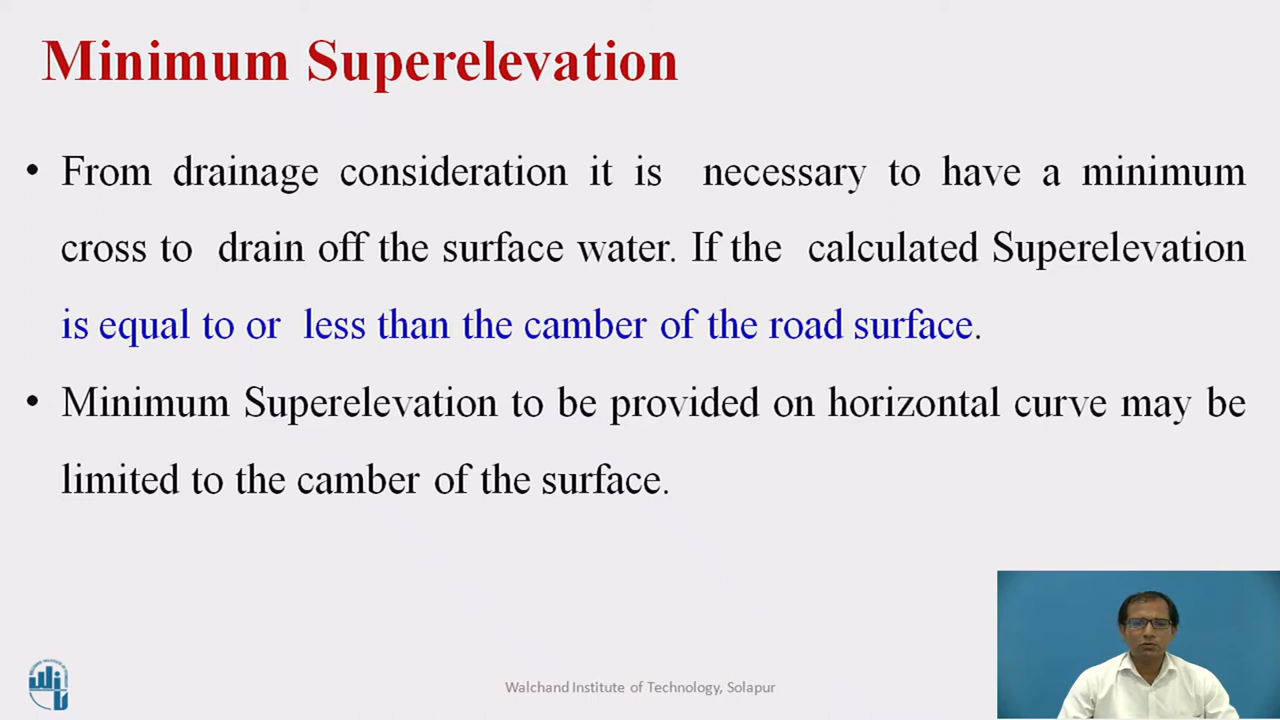 Minimum Superelevation
• From drainage consideration it is necessary to have a minimum
cross to drain off the surface water. If the calculated Superelevation
is equal to or less than the camber of the road surface.
• Minimum Superelevation to be provided on horizontal curve may be
limited to the camber of the surface.
Walchand Institute of Technology, Solapur